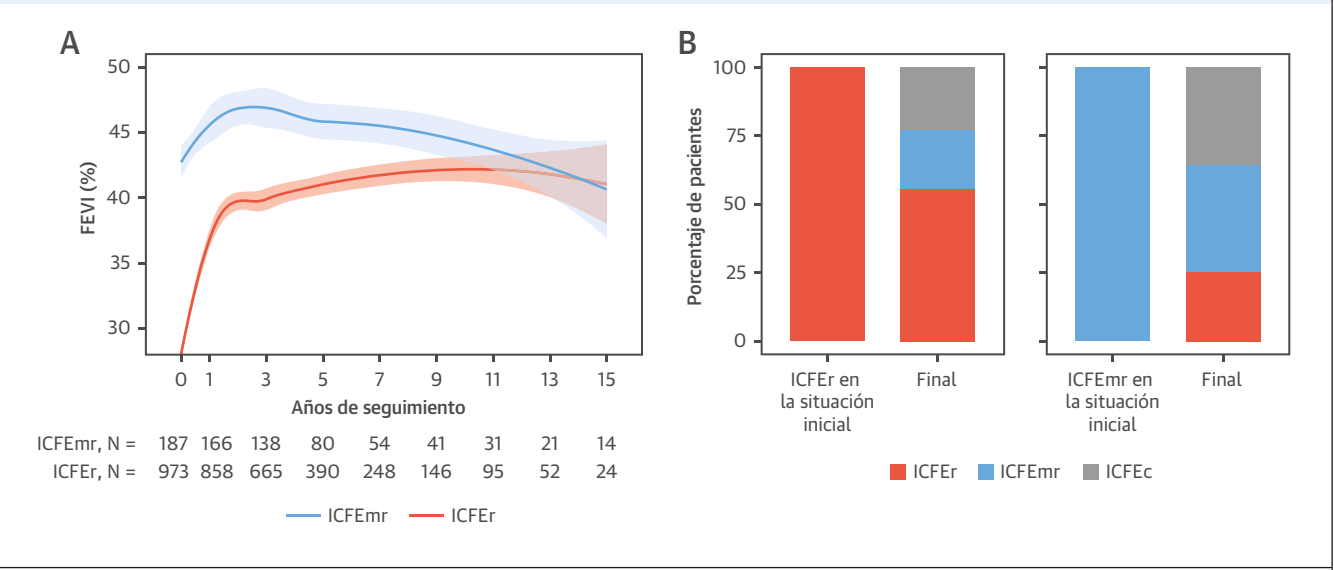 A
50
45
40
35
30
FEVI (%)
0 1 3 5 7 9 11 13 15
Años de seguimiento
ICFEmr, N = 187 166 138 80 54 41 31 21 14
ICFEr, N = 973 858 665 390 248 146 95 52 24
ICFEmr ICFEr
B
100
75
50
25
0
Porcentaje de pacientes
ICFEr en
la situación
inicial
Final
ICFEmr en
la situación
inicial
Final
ICFEr ICFEmr ICFEc